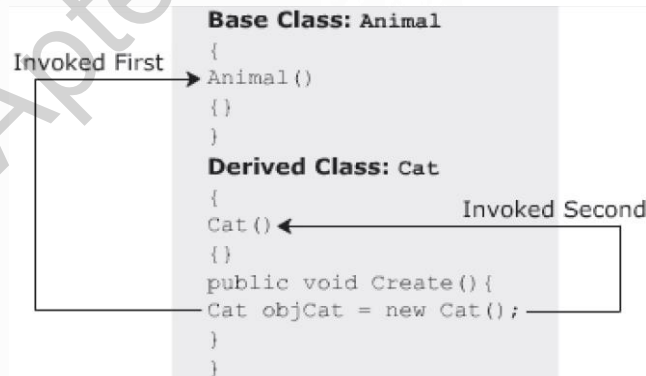 Base Class: Animal
{
Invoked First
Animal()
{}
}
Derived Class: Cat
{
Invoked Second
Cat()
{}
public void Create(){
Cat objCat = new Cat();
}
}